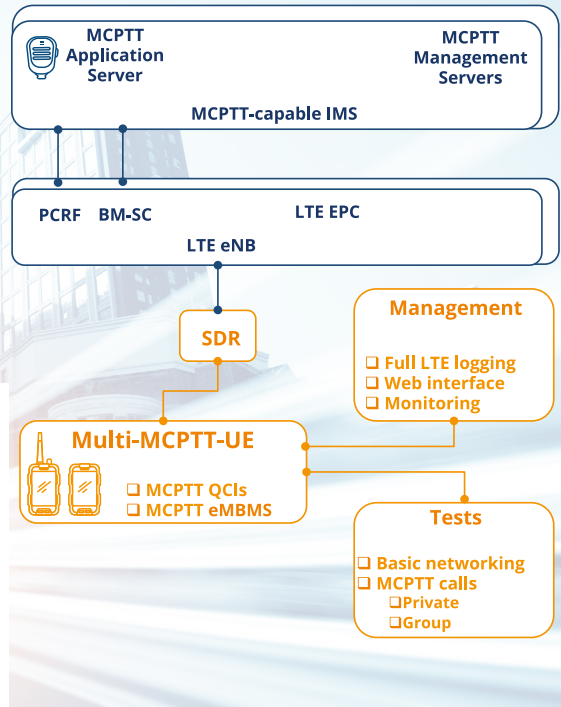 MCPTT
Application
Server
MCPTT
Management
Servers
MCPTT-capable IMS
PCRF
BM-SC
LTE EPC
LTE eNB
SDR
Management
❑ Full LTE logging
❑ Web interface
❑ Monitoring
Multi-MCPTT-UE
❑ MCPTT QCIs
❑ MCPTT eMBMS
Tests
❑ Basic networking
❑ MCPTT calls
❑Private
❑Group